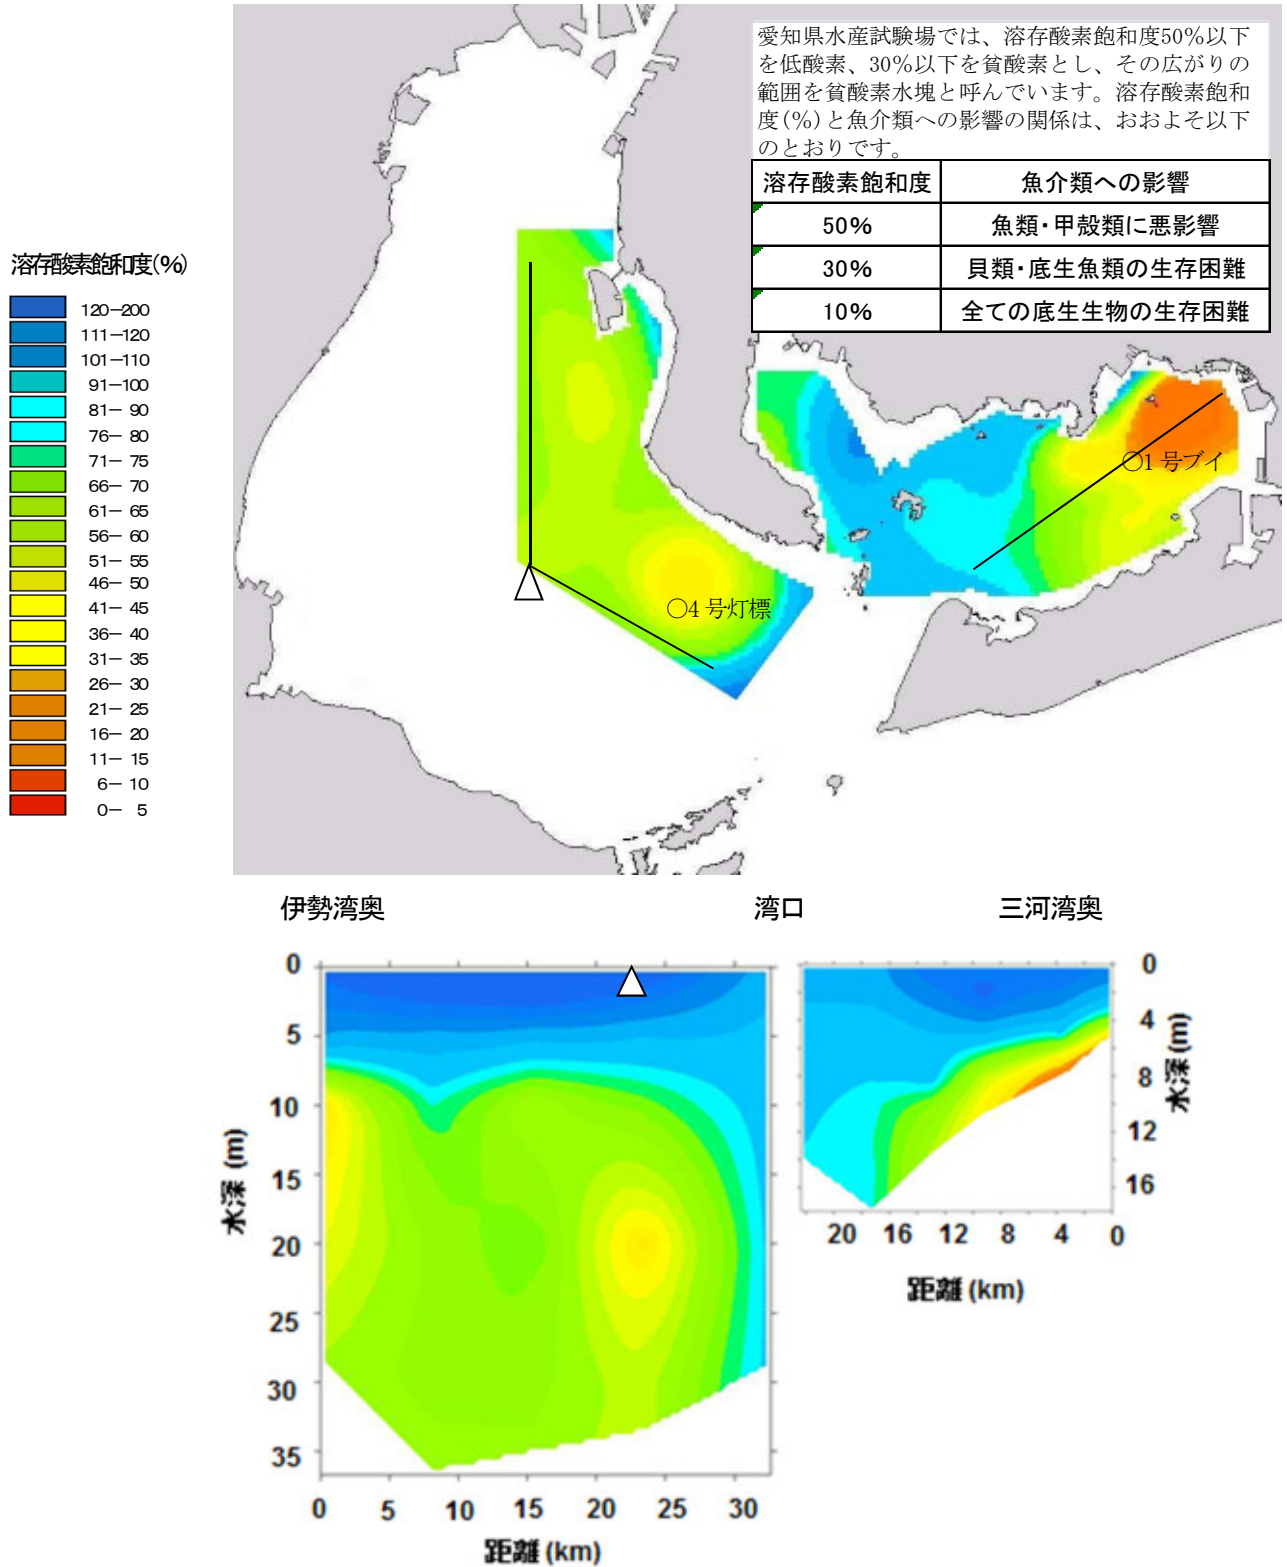 愛知県水産試験場では、溶存酸素飽和度50%以下
を低酸素、30%以下を貧酸素とし、その広がりの
範囲を貧酸素水塊と呼んでいます。溶存酸素飽和
度(%)と魚介類への影響の関係は、おおよそ以下
のとおりです。
溶存酸素飽和度 魚介類への影響
50% 魚類・甲殻類に悪影響
30% 貝類・底生魚類の生存困難
10% 全ての底生生物の生存困難
溶存酸素飽和度(%)
120-200
111-120
101-110
91-100
81- 90
76- 80
71- 75
66- 70
61- 65
56- 60
51- 55
46- 50
41- 45
36- 40
31- 35
26- 30
21- 25
16- 20
11- 15
6- 10
0- 5
○1号ブイ
○4号灯標
伊勢湾奥 湾口 三河湾奥
0
5
10
15
20
25
30
35
水深 (m)
0 5 10 15 20 25 30
距離 (km)
0
4
8
12
16
水深 (m)
20 16 12 8 4 0
距離 (km)